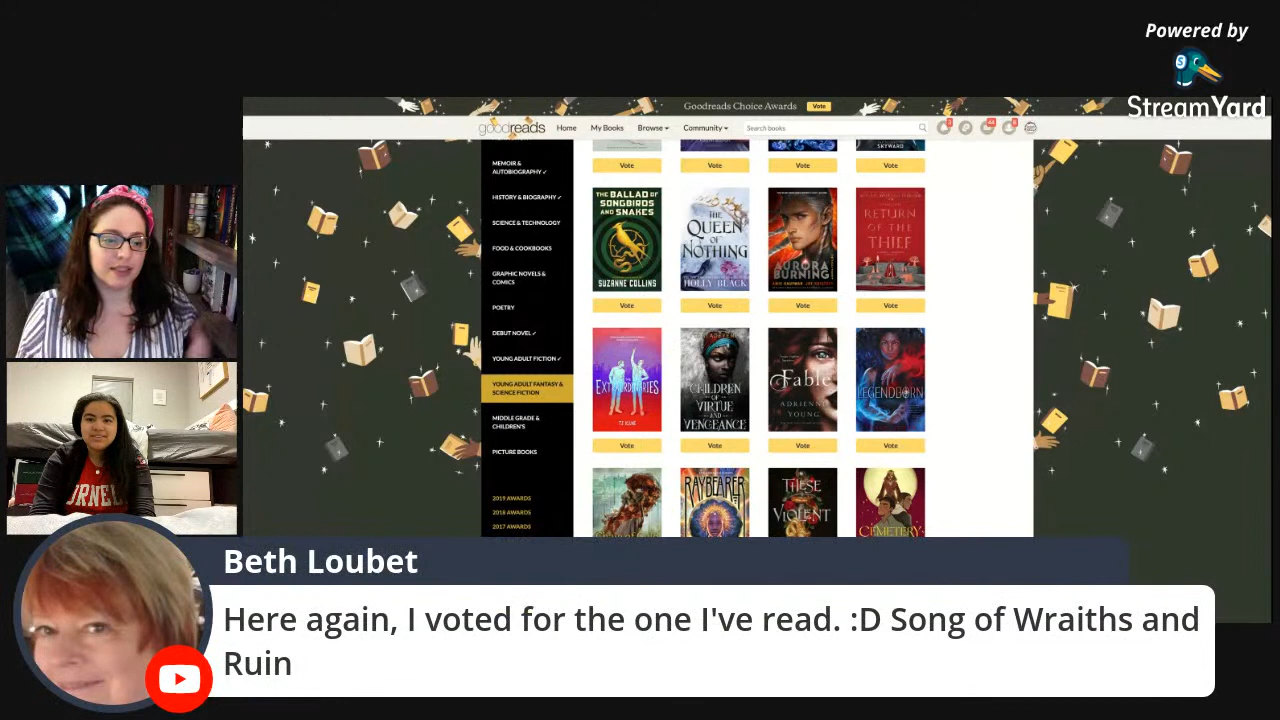 Powered by
StreamYard
Goodreads Choice Awards Vote
goodreads Home My Books Browse Community Search books
MEMOIR &
AUTOBIOGRAPHY ✓
HISTORY & BIOGRAPHY ✓
SCIENCE & TECHNOLOGY
FOOD & COOKBOOKS
GRAPHIC NOVELS &
COMICS
POETRY
DEBUT NOVEL ✓
YOUNG ADULT FICTION ✓
YOUNG ADULT FANTASY &
SCIENCE FICTION
MIDDLE GRADE &
CHILDREN'S
PICTURE BOOKS
2019 AWARDS
2018 AWARDS
2017 AWARDS
SKYWARD
Vote Vote Vote Vote
THE BALLAD OF
SONGBIRDS
AND SNAKES
SUZANNE COLLINS
THE
QUEEN
OF
NOTHING
HOLLY BLACK
AURORA
BURNING
RETURN
OF THE
THIEF
Vote Vote Vote Vote
THE
EXTRAORDINARIES
TJ KLUNE
CHILDREN
OF
VIRTUE
AND
VENGEANCE
Fable
ADRIENNE
YOUNG
LEGENDBORN
Vote Vote Vote Vote
RAYBEARER
THESE
VIOLENT
CEMETERY
Beth Loubet
Here again, I voted for the one I've read. :D Song of Wraiths and
Ruin